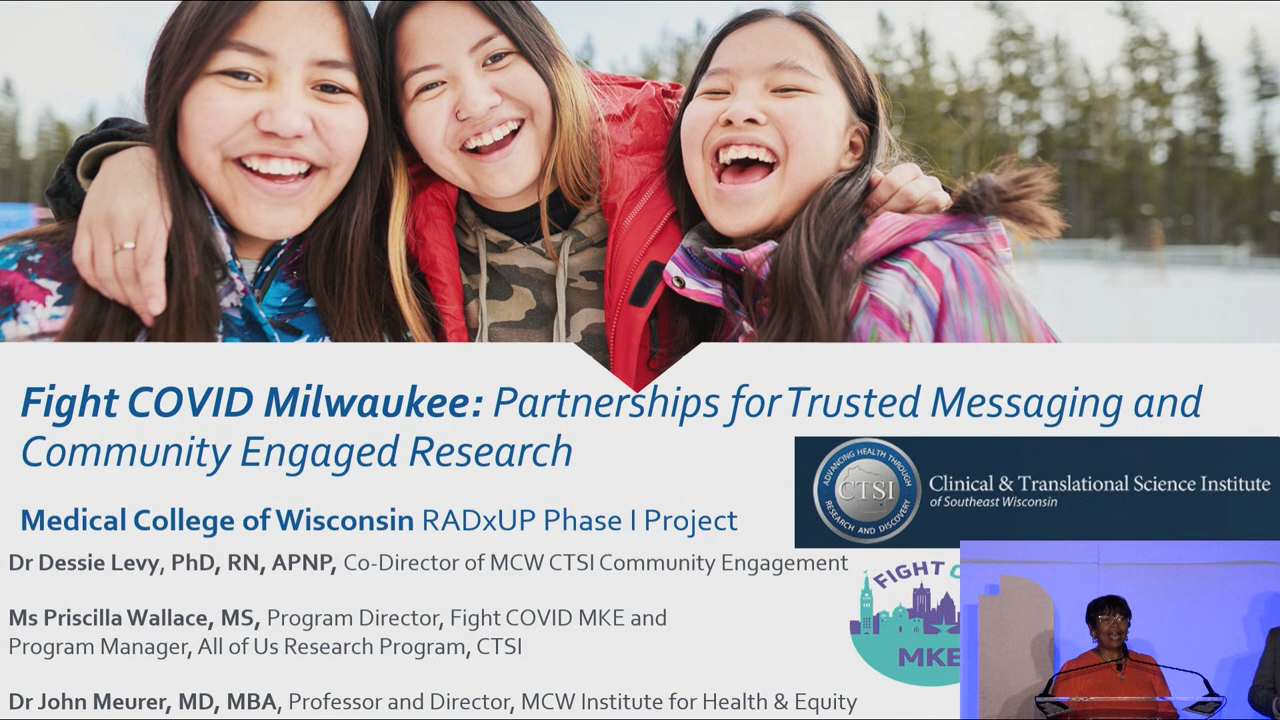 Fight COVID Milwaukee: Partnerships for Trusted Messaging and
Community Engaged Research
Medical College of Wisconsin RADxUP Phase I Project
ADVANCING HEALTH THROUGH
CTSI
RESEARCH AND DISCOVERY
Clinical & Translational Science Institute
of Southeast Wisconsin
Dr Dessie Levy, PhD, RN, APNP, Co-Director of MCW CTSI Community Engagement
Ms Priscilla Wallace, MS, Program Director, Fight COVID MKE and
Program Manager, All of Us Research Program, CTSI
Dr John Meurer, MD, MBA, Professor and Director, MCW Institute for Health & Equity
FIGHT
MKE